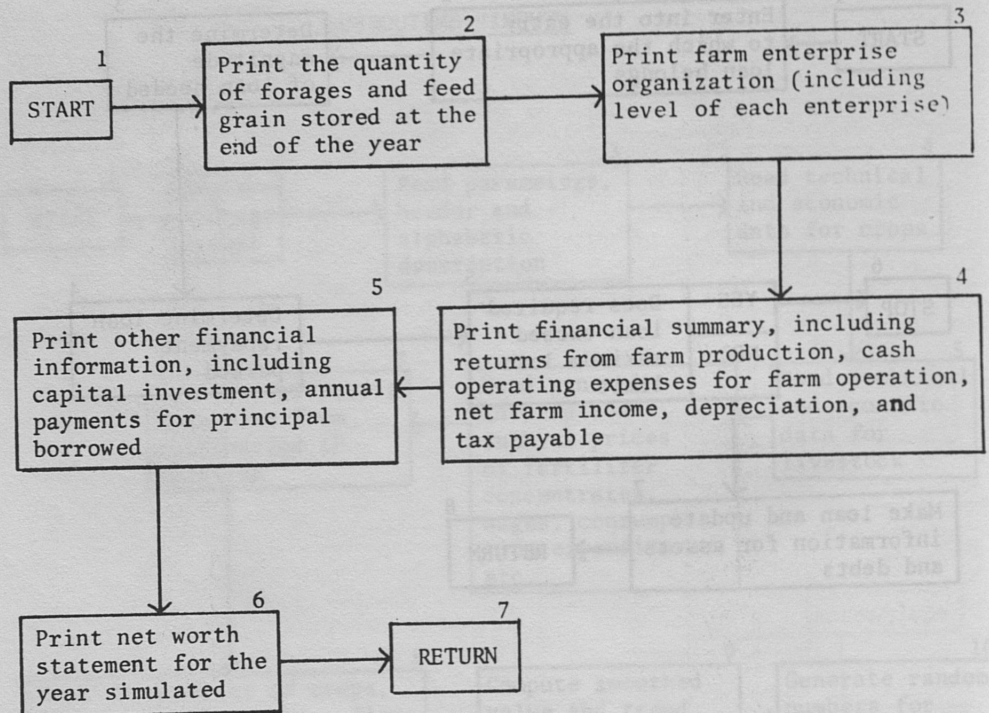 1
START
2
Print the quantity
of forages and feed
grain stored at the
end of the year
3
Print farm enterprise
organization (including
level of each enterprise)
4
Print financial summary, including
returns from farm production, cash
operating expenses for farm operation,
net farm income, depreciation, and
tax payable
5
Print other financial
information, including
capital investment, annual
payments for principal
borrowed
6
Print net worth
statement for the
year simulated
7
RETURN